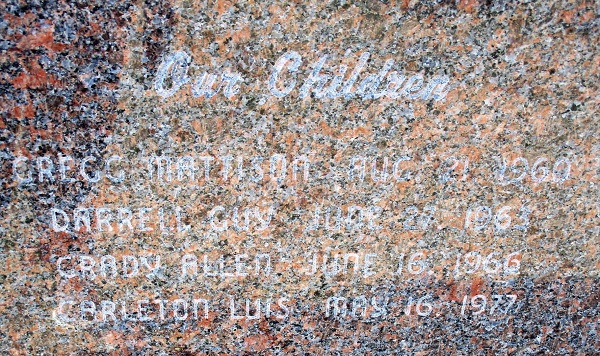 Our Children
GREGG MATTISON AUG. 21, 1960
DARRELL GUY JUNE 1963
GRADY ALLEN - JUNE 16, 1966
CARLETON LUIS - MAY 16, 1977